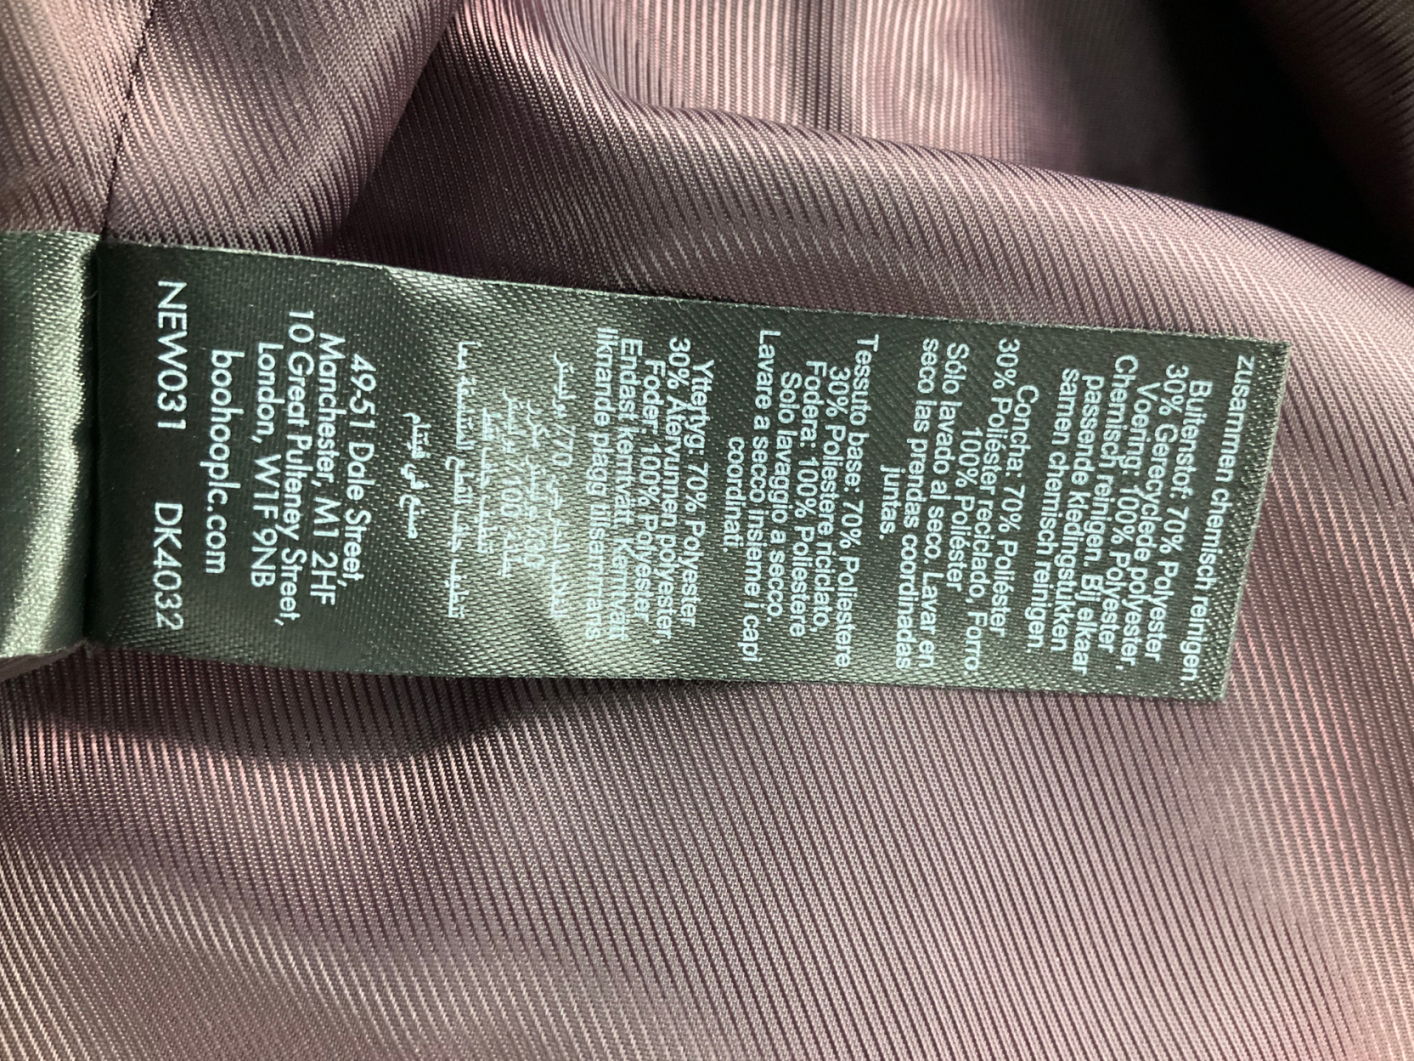 zusammen chemisch reinigen
Buitenstof: 70% Polyester
30% Gerecyclede polyester,
Voering: 100% Polyester
Chemisch reinigen. Bij elkaar
passende kledingstukken
samen chemisch reinigen.
Concha: 70% Poliéster
30% Poliéster reciclado, Forro:
100% Poliéster
Sólo lavado al seco. Lavar en
seco las prendas coordinadas
juntas
Tessuto base: 70% Poliestere
30% Poliestere riciclato,
Fodera: 100% Poliestere
Solo lavaggio a secco.
Lavare a secco insieme i capi
coordinati.
Yttertyg: 70% Polyester
30% Återvunnen polyester,
Foder: 100% Polyester
Endast kemtvätt. Kemtvätt
liknande plagg tillsammans
صنع في فيتنام
49-51 Dale Street,
Manchester, M1 2HF
10 Great Pulteney Street,
London, W1F 9NB
boohooplc.com
NEW031 DK4032